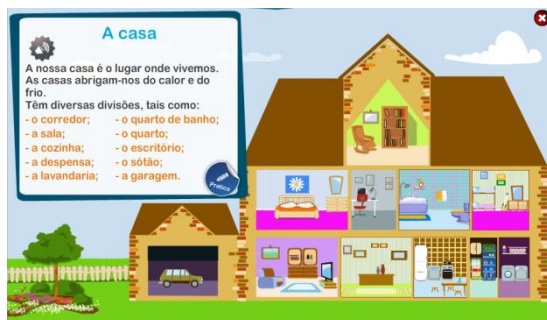 A casa
A nossa casa é o lugar onde vivemos.
As casas abrigam-nos do calor e do
frio.
Têm diversas divisões, tais como:
- o corredor;
- a sala;
- a cozinha;
- a despensa;
- a lavandaria;
- o quarto de banho;
- o quarto;
- o escritório;
- o sótão;
- a garagem.
Pratica